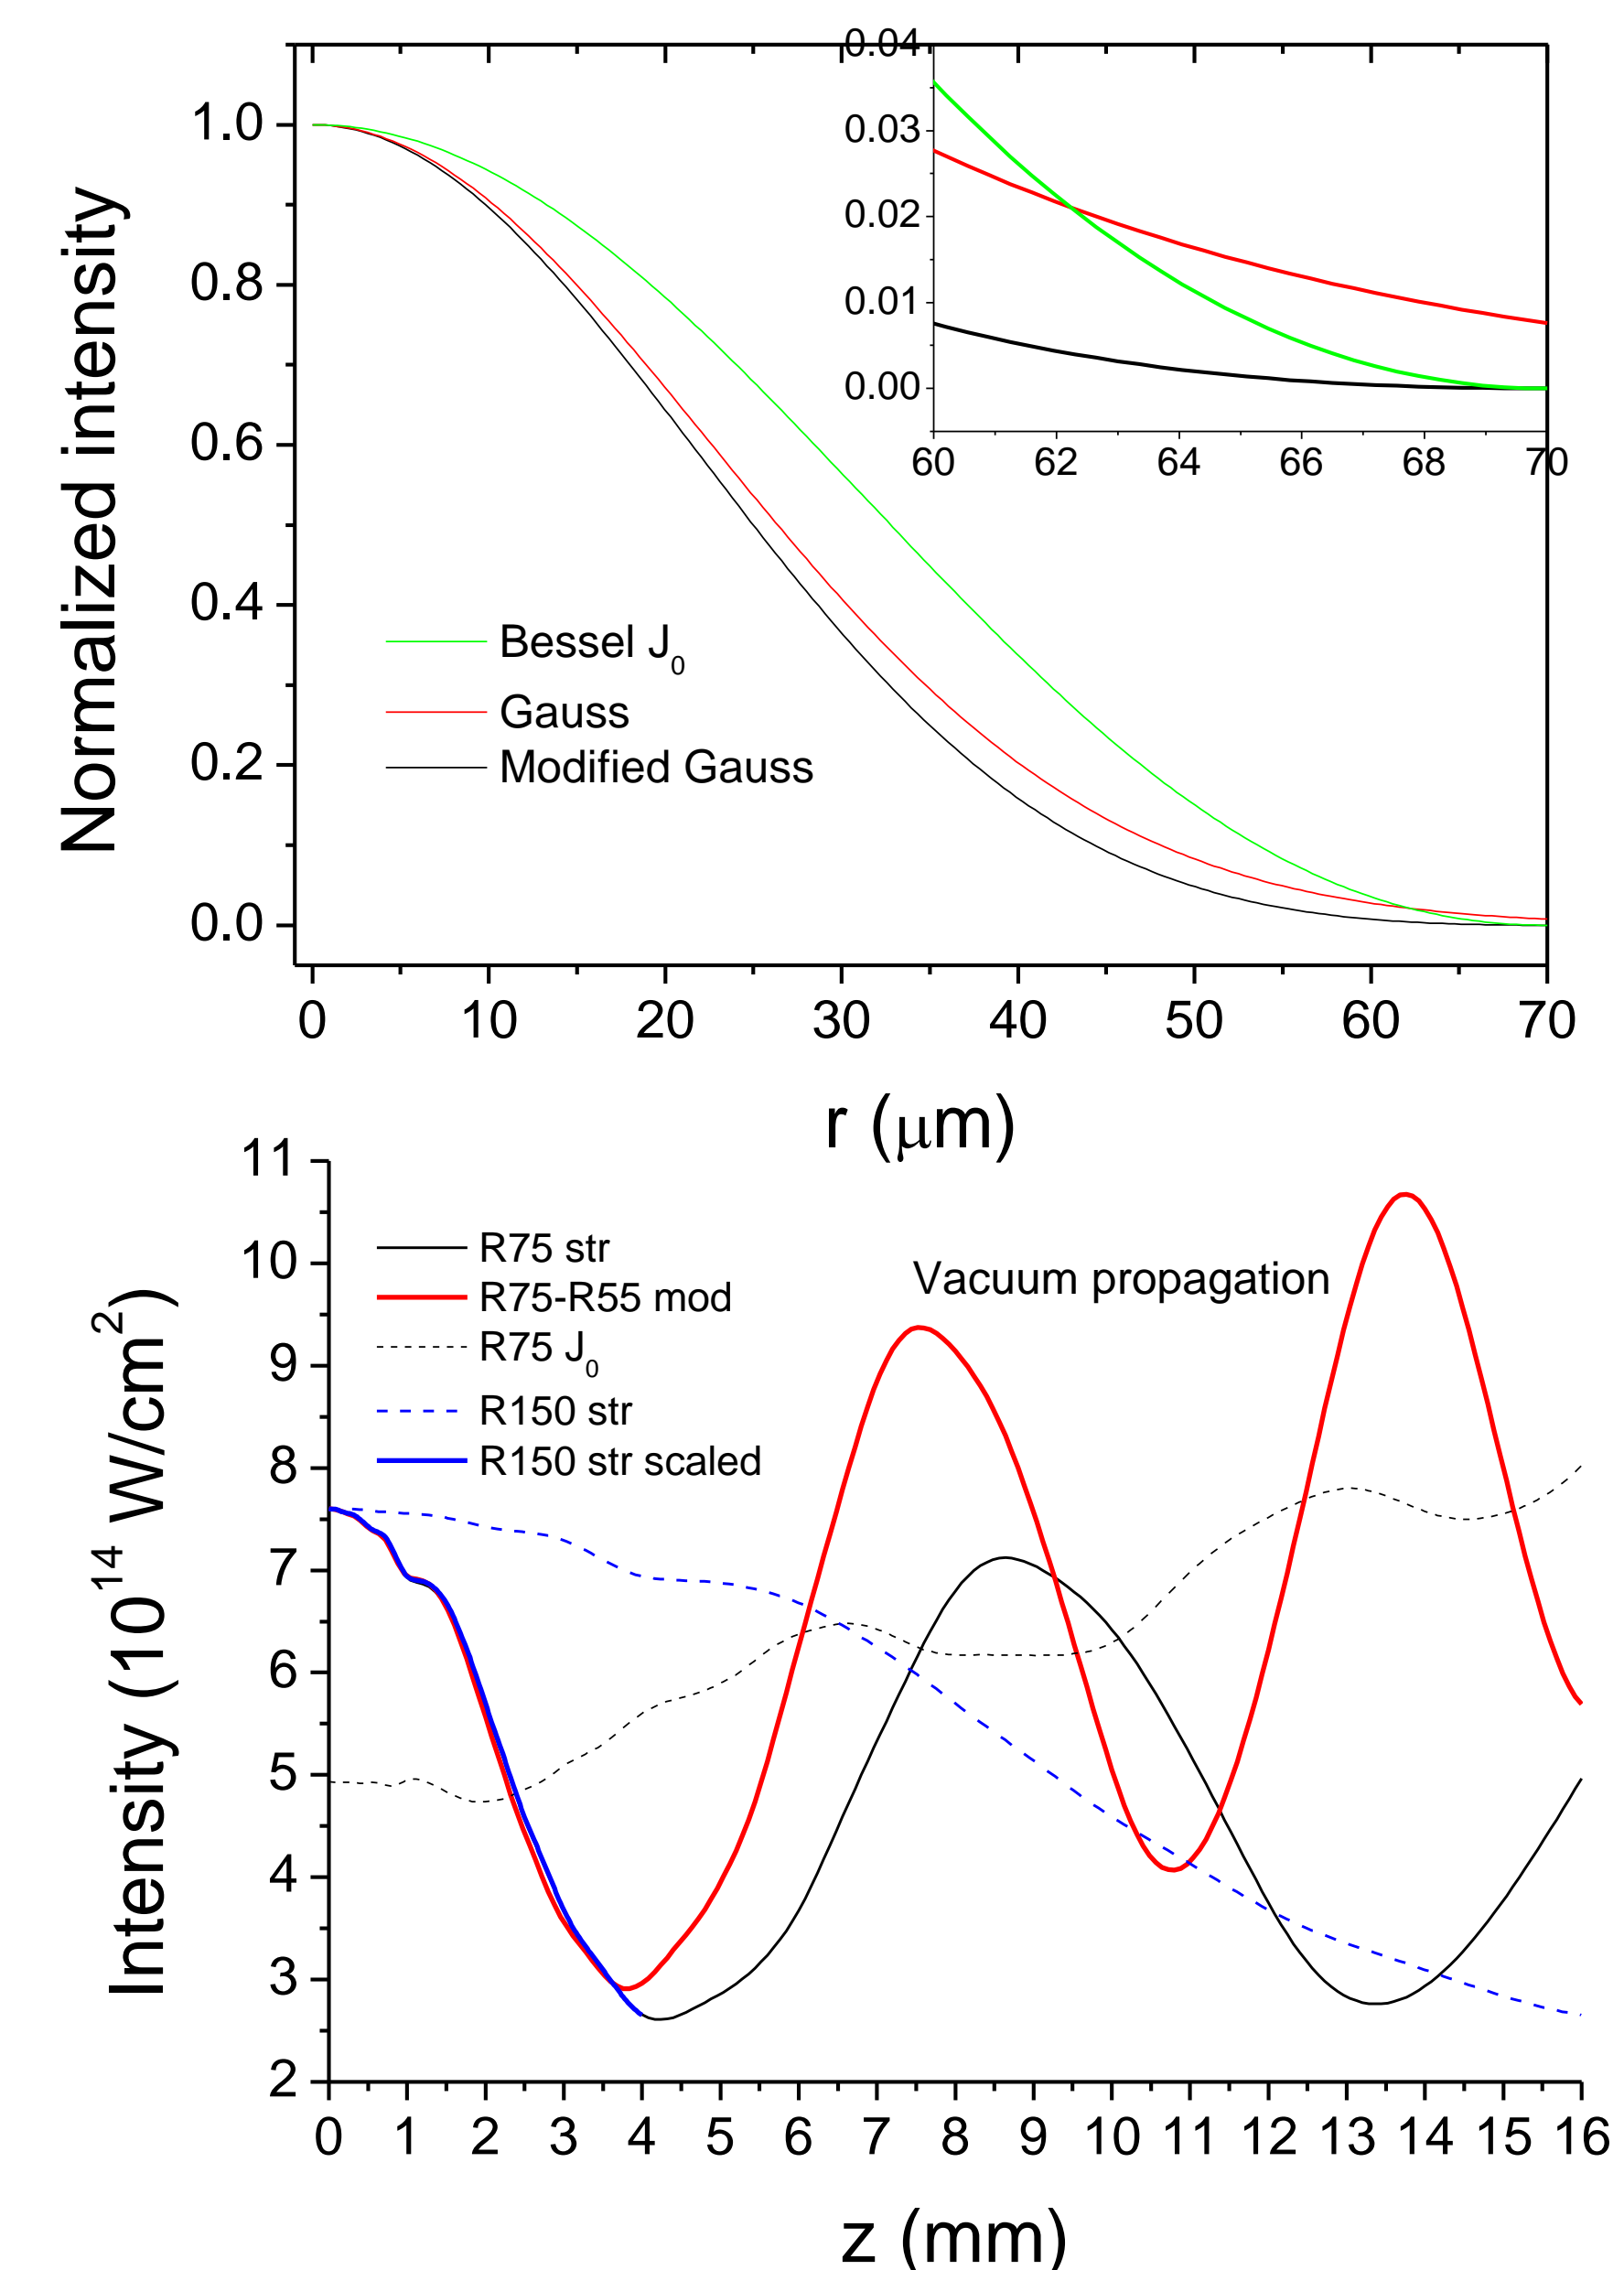 Normalized intensity
1.0
0.8
0.6
0.4
0.2
0.0
0 10 20 30 40 50 60 70
r (μm)
Bessel J0
Gauss
Modified Gauss
0.04
0.03
0.02
0.01
0.00
60 62 64 66 68 70
Intensity (10^14 W/cm^2)
11
10
9
8
7
6
5
4
3
2
R75 str
R75-R55 mod
R75 J0
R150 str
R150 str scaled
Vacuum propagation
0 1 2 3 4 5 6 7 8 9 10 11 12 13 14 15 16
z (mm)